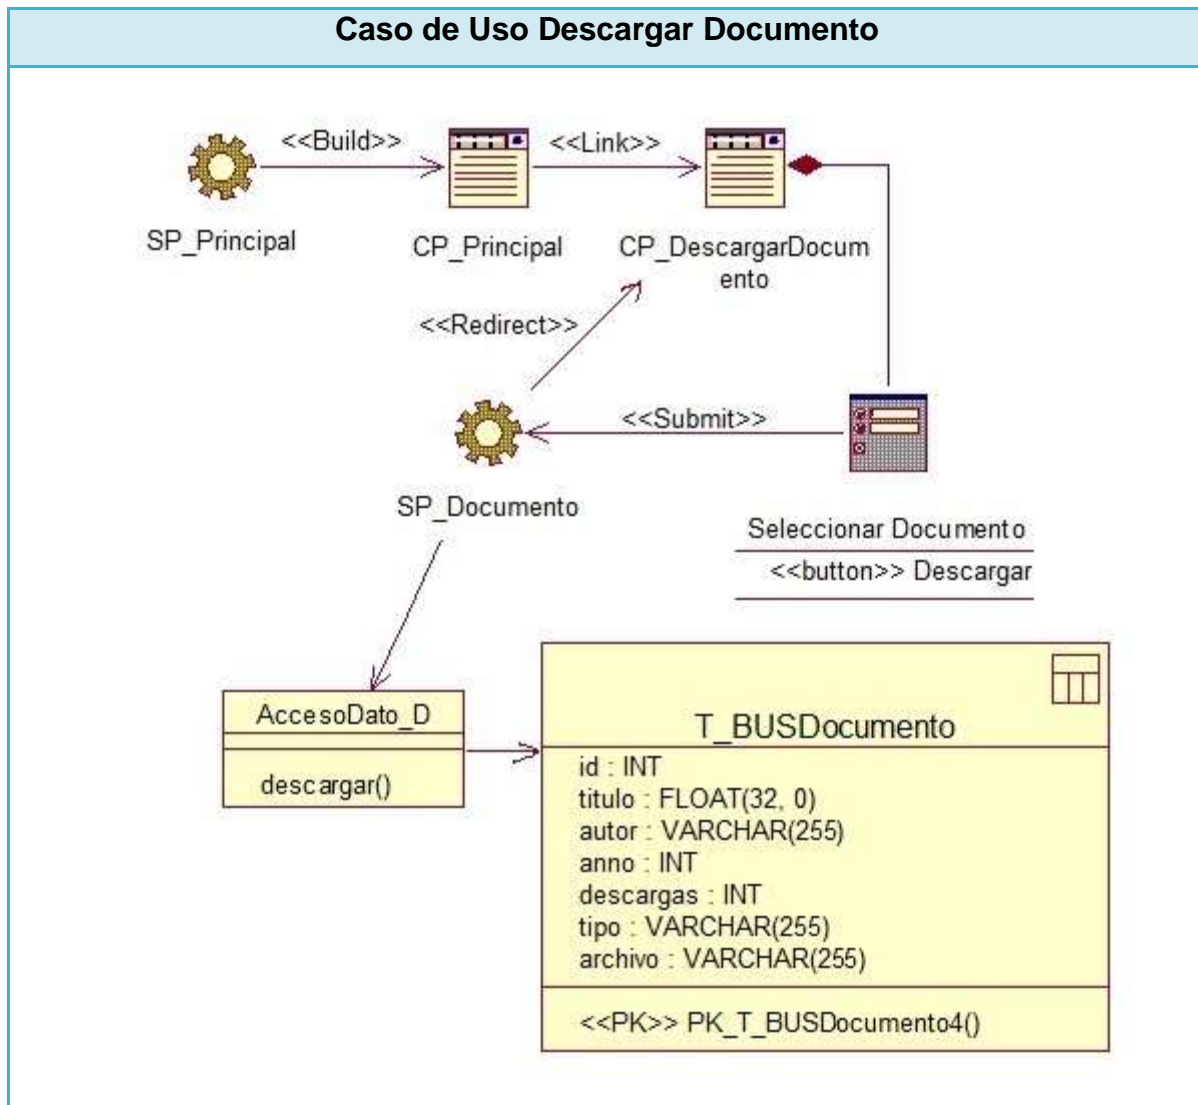 Caso de Uso Descargar Documento
<<Build>>
<<Link>>
SP_Principal
CP_Principal
CP_DescargarDocum
ento
<<Redirect>>
<<Submit>>
SP_Documento
Seleccionar Documento
<<button>> Descargar
AccesoDato_D
descargar()
T_BUSDocumento
id : INT
titulo : FLOAT(32, 0)
autor : VARCHAR(255)
anno : INT
descargas : INT
tipo : VARCHAR(255)
archivo : VARCHAR(255)
<<PK>> PK_T_BUSDocumento4()